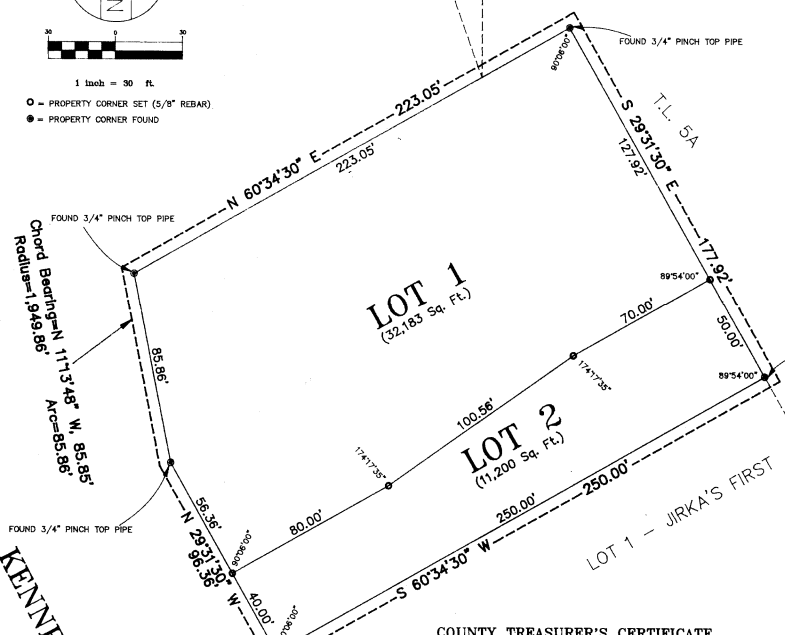 N
30
0
30
1 inch = 30 ft.
= PROPERTY CORNER SET (5/8" REBAR)
= PROPERTY CORNER FOUND
FOUND 3/4" PINCH TOP PIPE
90°06'00"
T.L. 5A
N 60°34'30" E
223.05'
223.05'
S 29°31'30" E
177.92'
127.92'
FOUND 3/4" PINCH TOP PIPE
Chord Bearing=N 11°13'48" W, 85.85'
Radius=1,949.86'
Arc=85.86'
85.86'
LOT 1
(32,183 Sq. Ft.)
89°54'00"
70.00'
50.00'
174°17'35"
89°54'00"
100.56'
LOT 2
(11,200 Sq. Ft.)
174°17'35"
80.00'
56.36'
FOUND 3/4" PINCH TOP PIPE
N 29°31'30" W
96.36'
90°06'00"
40.00'
250.00'
250.00'
S 60°34'30" W
LOT 1 - JIRKA'S FIRST
KENNE
COUNTY TREASURER'S CERTIFICATE